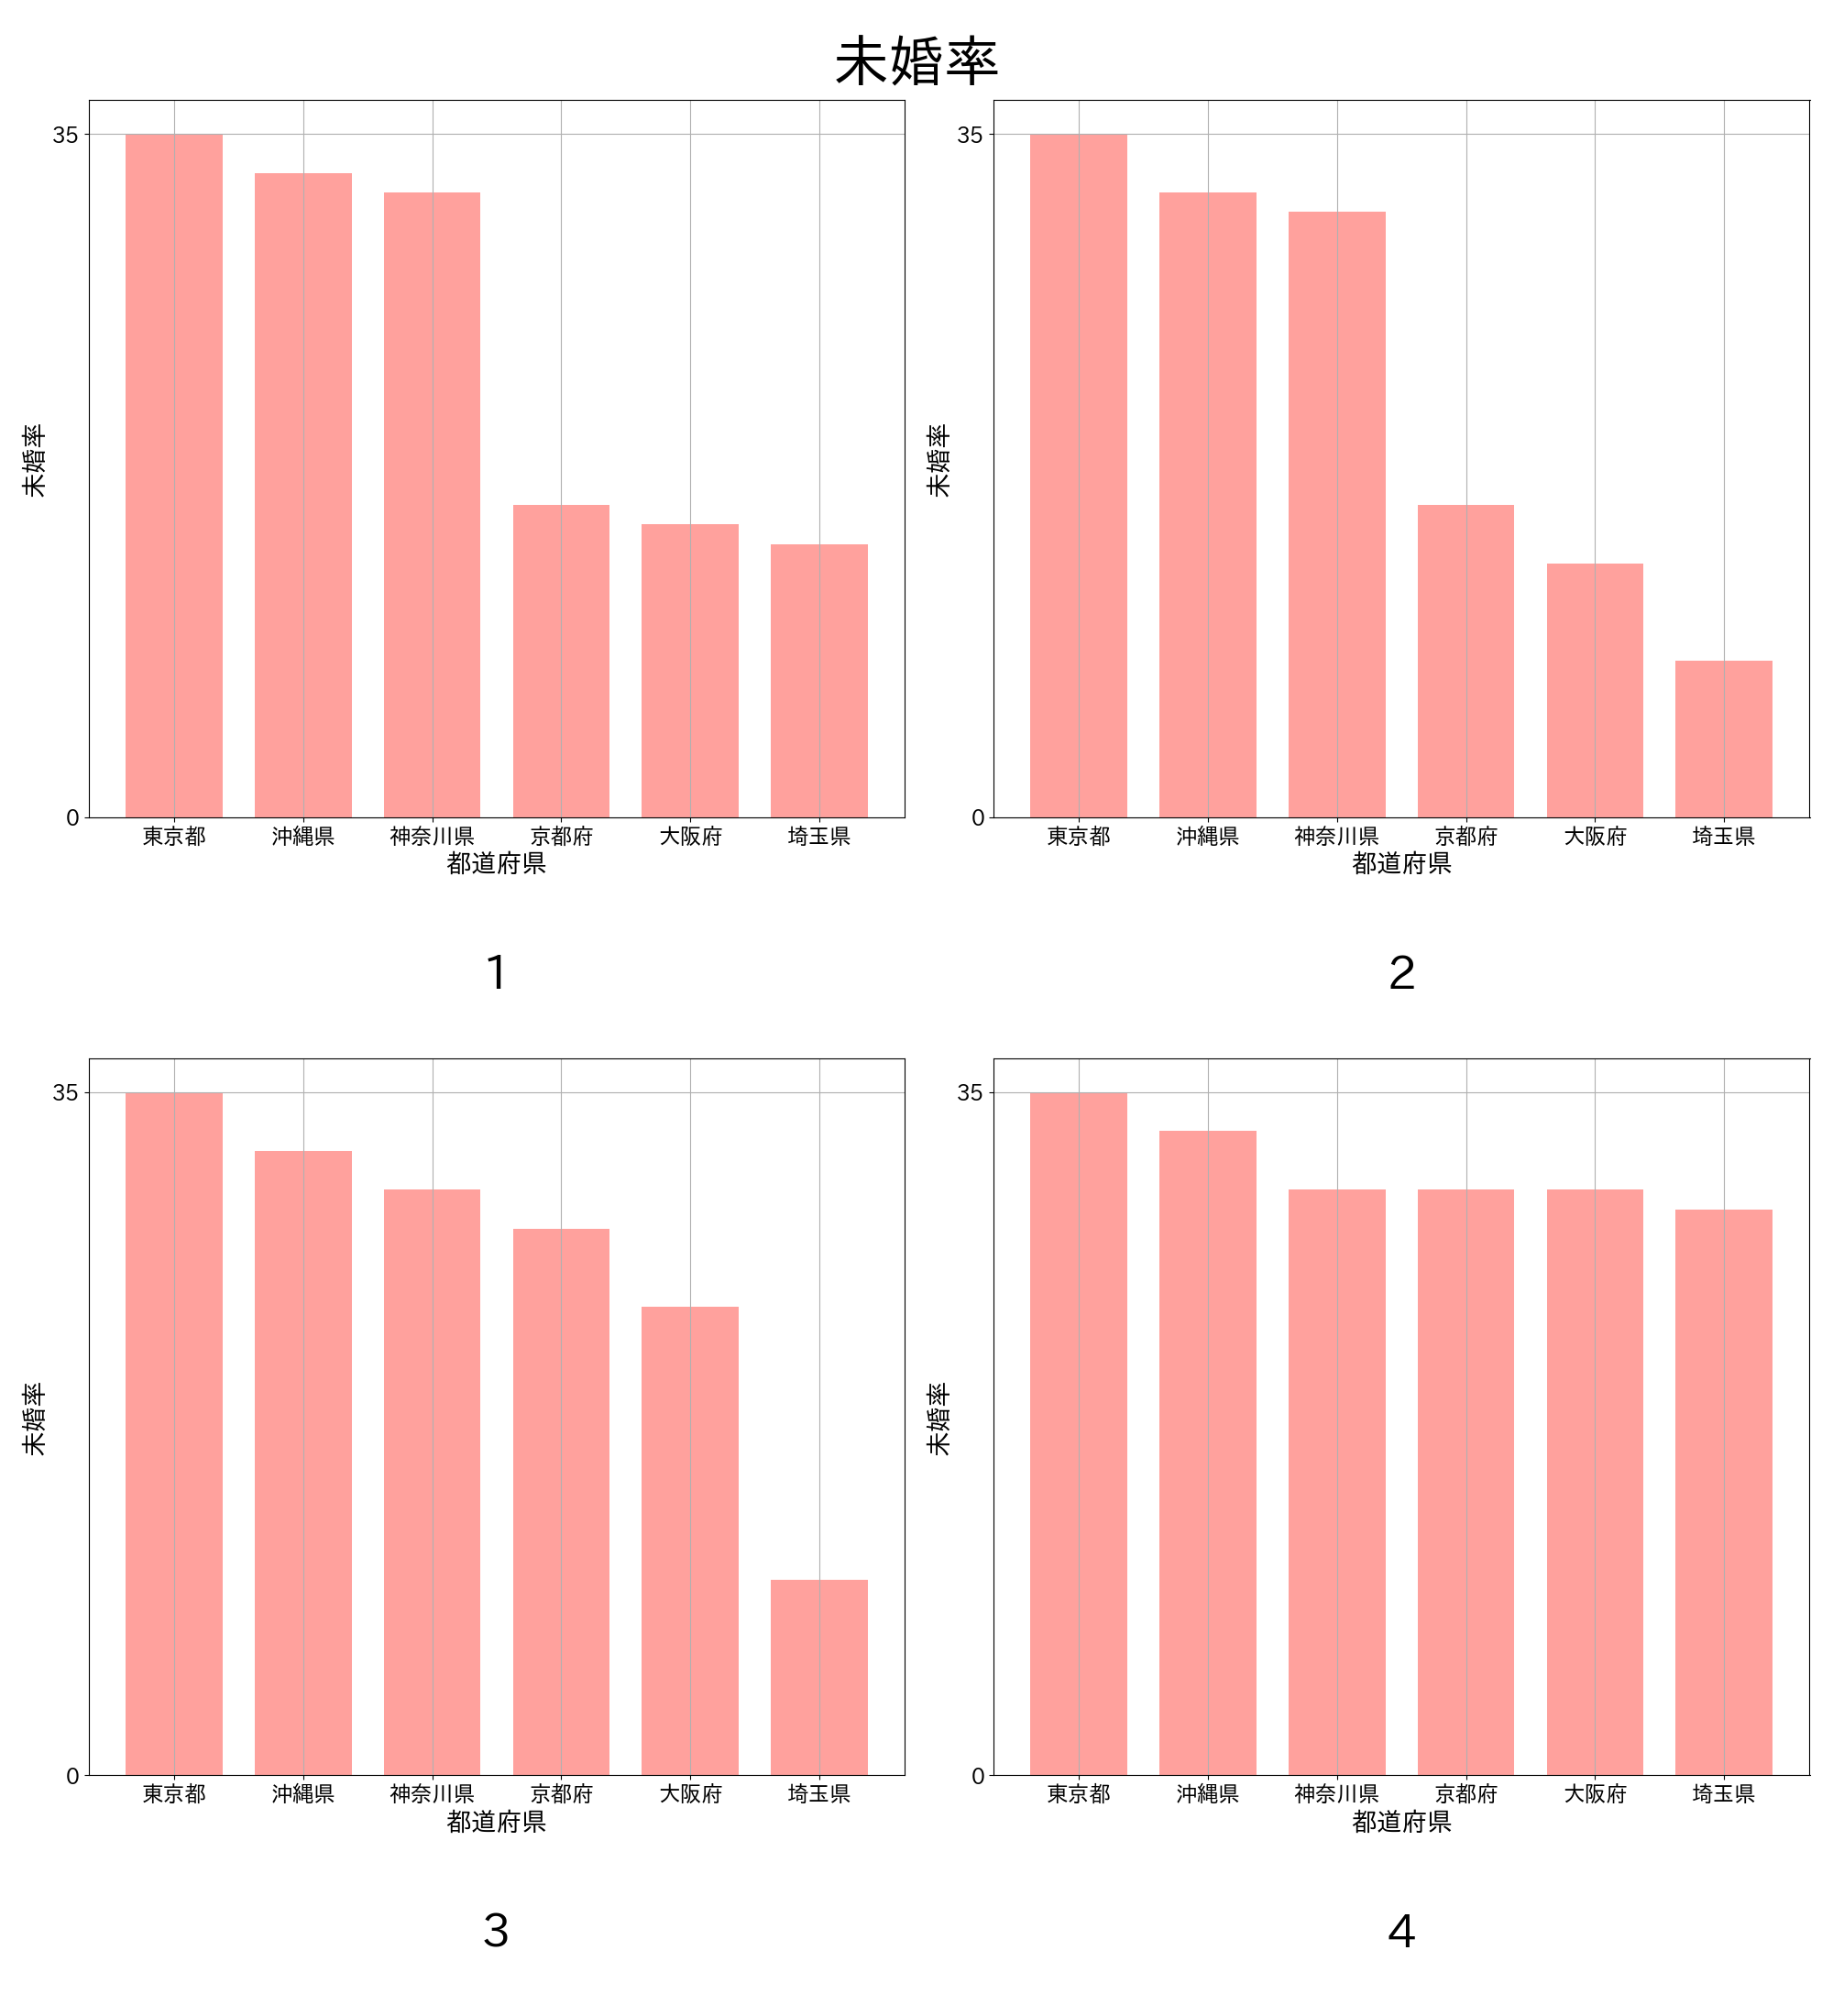 未婚率
35
0
未婚率
東京都 沖縄県 神奈川県 京都府 大阪府 埼玉県
都道府県
1
35
0
未婚率
東京都 沖縄県 神奈川県 京都府 大阪府 埼玉県
都道府県
2
35
0
未婚率
東京都 沖縄県 神奈川県 京都府 大阪府 埼玉県
都道府県
3
35
0
未婚率
東京都 沖縄県 神奈川県 京都府 大阪府 埼玉県
都道府県
4